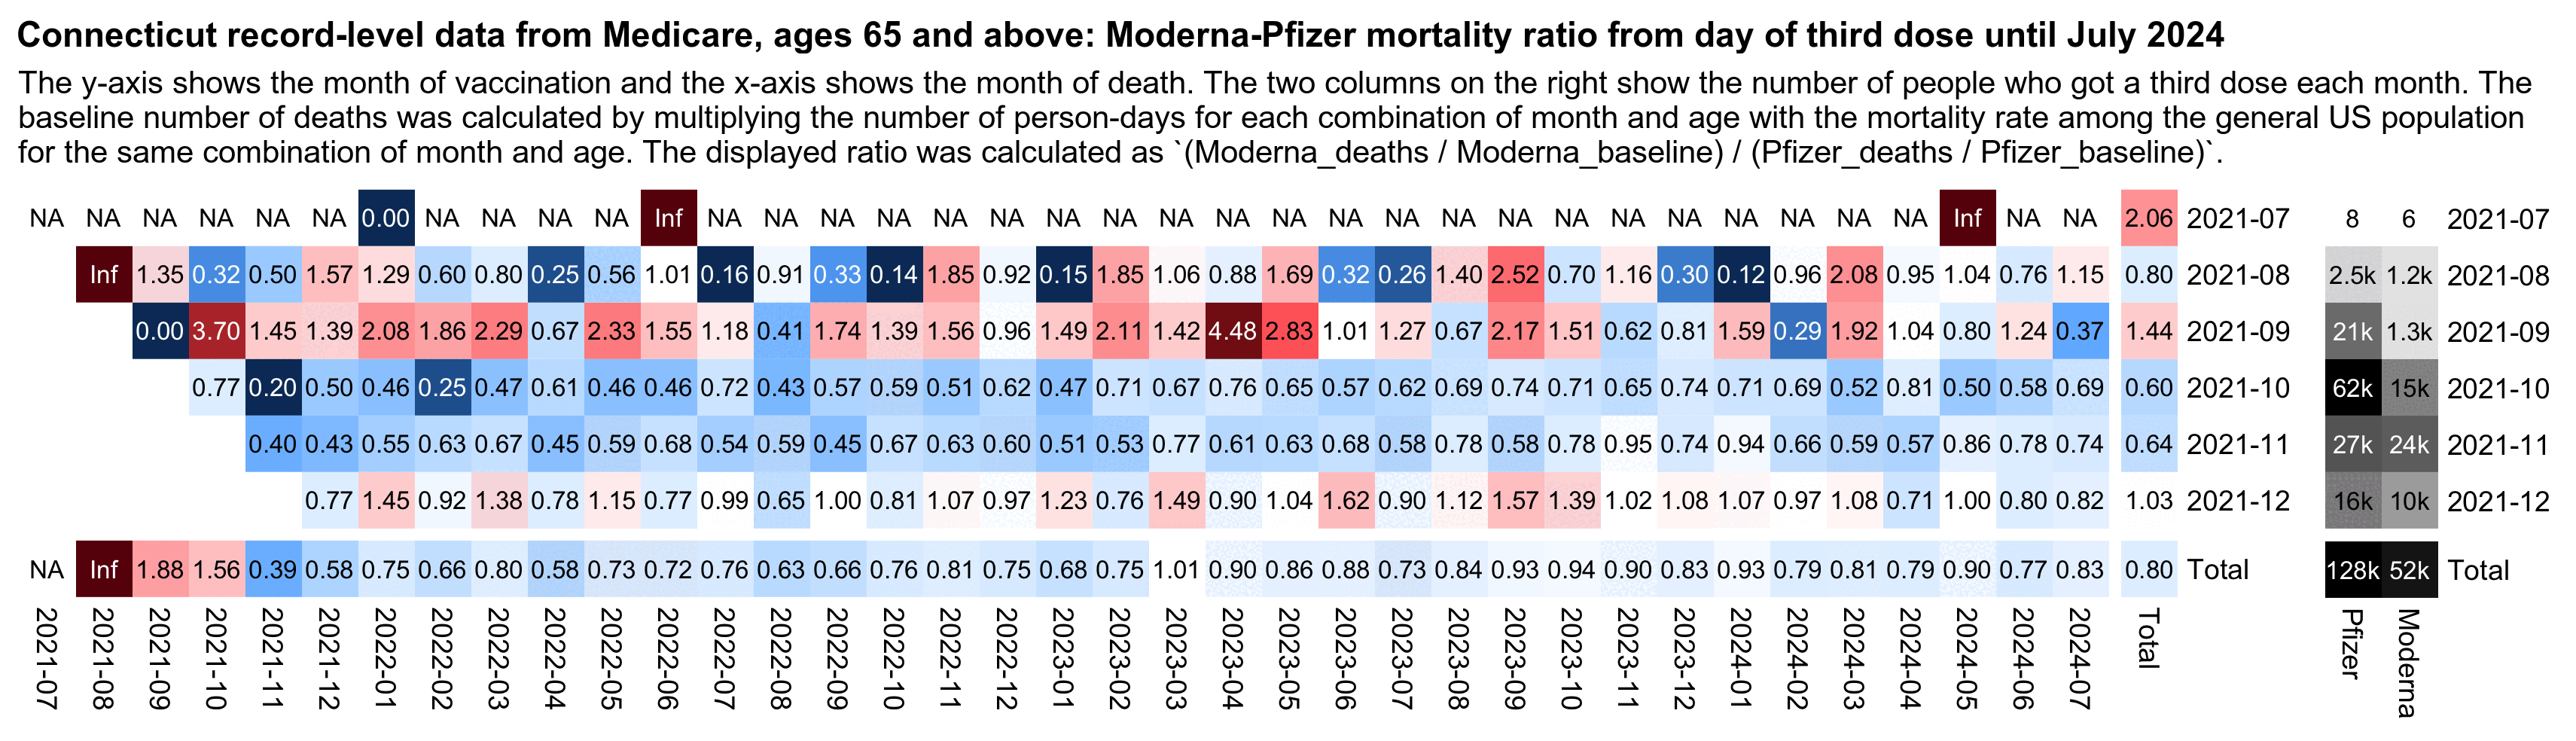 Connecticut record-level data from Medicare, ages 65 and above: Moderna-Pfizer mortality ratio from day of third dose until July 2024
The y-axis shows the month of vaccination and the x-axis shows the month of death. The two columns on the right show the number of people who got a third dose each month. The
baseline number of deaths was calculated by multiplying the number of person-days for each combination of month and age with the mortality rate among the general US population
for the same combination of month and age. The displayed ratio was calculated as `(Moderna_deaths / Moderna_baseline) / (Pfizer_deaths / Pfizer_baseline)`.
NA NA NA NA NA NA 0.00 NA NA NA NA Inf NA NA NA NA NA NA NA NA NA NA NA NA NA NA NA NA NA NA NA NA NA NA Inf NA NA 2.06 2021-07 8 6 2021-07
Inf 1.35 0.32 0.50 1.57 1.29 0.60 0.80 0.25 0.56 1.01 0.16 0.91 0.33 0.14 1.85 0.92 0.15 1.85 1.06 0.88 1.69 0.32 0.26 1.40 2.52 0.70 1.16 0.30 0.12 0.96 2.08 0.95 1.04 0.76 1.15 0.80 2021-08 2.5k 1.2k 2021-08
0.00 3.70 1.45 1.39 2.08 1.86 2.29 0.67 2.33 1.55 1.18 0.41 1.74 1.39 1.56 0.96 1.49 2.11 1.42 4.48 2.83 1.01 1.27 0.67 2.17 1.51 0.62 0.81 1.59 0.29 1.92 1.04 0.80 1.24 0.37 1.44 2021-09 21k 1.3k 2021-09
0.77 0.20 0.50 0.46 0.25 0.47 0.61 0.46 0.46 0.72 0.43 0.57 0.59 0.51 0.62 0.47 0.71 0.67 0.76 0.65 0.57 0.62 0.69 0.74 0.71 0.65 0.74 0.71 0.69 0.52 0.81 0.50 0.58 0.69 0.60 2021-10 62k 15k 2021-10
0.40 0.43 0.55 0.63 0.67 0.45 0.59 0.68 0.54 0.59 0.45 0.67 0.63 0.60 0.51 0.53 0.77 0.61 0.63 0.68 0.58 0.78 0.58 0.78 0.95 0.74 0.94 0.66 0.59 0.57 0.86 0.78 0.74 0.64 2021-11 27k 24k 2021-11
0.77 1.45 0.92 1.38 0.78 1.15 0.77 0.99 0.65 1.00 0.81 1.07 0.97 1.23 0.76 1.49 0.90 1.04 1.62 0.90 1.12 1.57 1.39 1.02 1.08 1.07 0.97 1.08 0.71 1.00 0.80 0.82 1.03 2021-12 16k 10k 2021-12
NA Inf 1.88 1.56 0.39 0.58 0.75 0.66 0.80 0.58 0.73 0.72 0.76 0.63 0.66 0.76 0.81 0.75 0.68 0.75 1.01 0.90 0.86 0.88 0.73 0.84 0.93 0.94 0.90 0.83 0.93 0.79 0.81 0.79 0.90 0.77 0.83 0.80 Total 128k 52k Total
2021-07 2021-08 2021-09 2021-10 2021-11 2021-12 2022-01 2022-02 2022-03 2022-04 2022-05 2022-06 2022-07 2022-08 2022-09 2022-10 2022-11 2022-12 2023-01 2023-02 2023-03 2023-04 2023-05 2023-06 2023-07 2023-08 2023-09 2023-10 2023-11 2023-12 2024-01 2024-02 2024-03 2024-04 2024-05 2024-06 2024-07 Total Pfizer Moderna